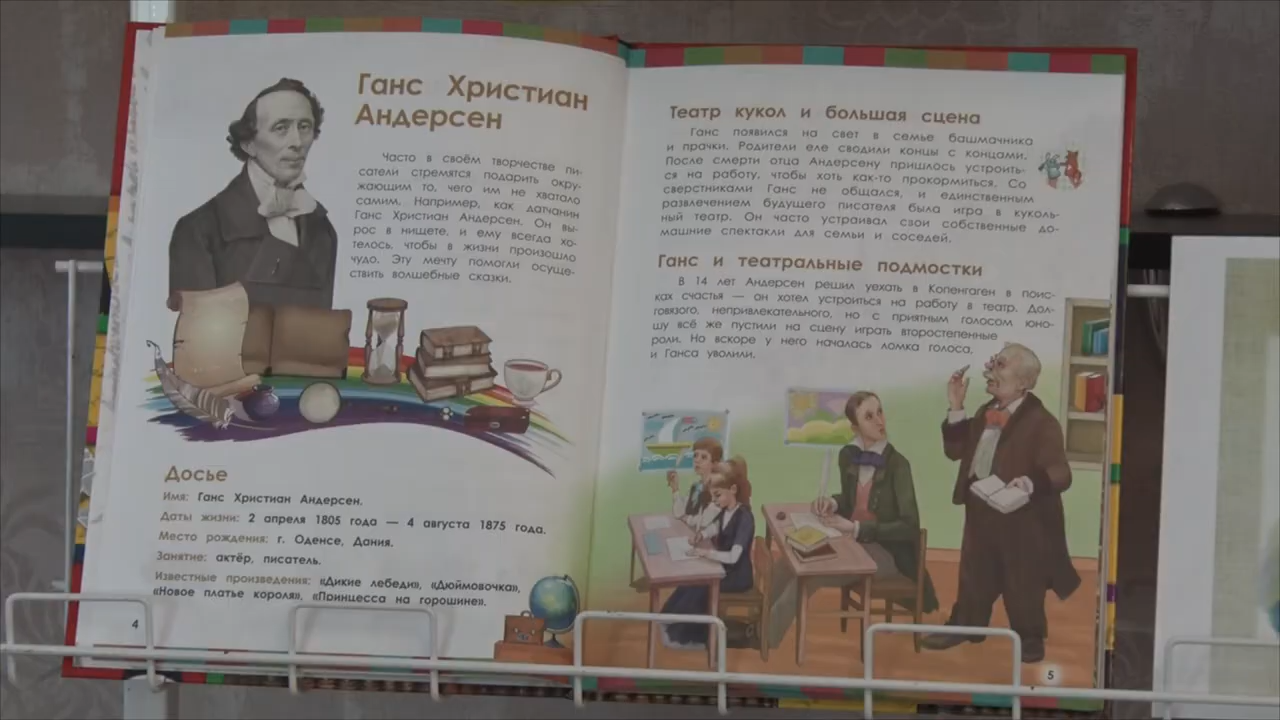 Ганс Христиан
Андерсен
Часто в своём творчестве пи-
сатели стремятся подарить окру-
жающим то, чего им не хватало
самим. Например, как датчанин
Ганс Христиан Андерсен. Он вы-
рос в нищете, и ему всегда хо-
телось, чтобы в жизни произошло
чудо. Эту мечту помогли осуще-
ствить волшебные сказки.
Досье
Имя: Ганс Христиан Андерсен.
Даты жизни: 2 апреля 1805 года — 4 августа 1875 года.
Место рождения: г. Оденсе, Дания.
Занятие: актёр, писатель.
Известные произведения: «Дикие лебеди», «Дюймовочка»,
«Новое платье короля», «Принцесса на горошине».
4
Театр кукол и большая сцена
Ганс появился на свет в семье башмачника
и прачки. Родители еле сводили концы с концами.
После смерти отца Андерсену пришлось устроить-
ся на работу, чтобы хоть как-то прокормиться. Со
сверстниками Ганс не общался, и единственным
развлечением будущего писателя была игра в куколь-
ный театр. Он часто устраивал свои собственные до-
машние спектакли для семьи и соседей.
Ганс и театральные подмостки
В 14 лет Андерсен решил уехать в Копенгаген в поис-
ках счастья — он хотел устроиться на работу в театр. Дол-
говязого, непривлекательного, но с приятным голосом юно-
шу всё же пустили на сцену играть второстепенные
роли. Но вскоре у него началась ломка голоса,
и Ганса уволили.
5